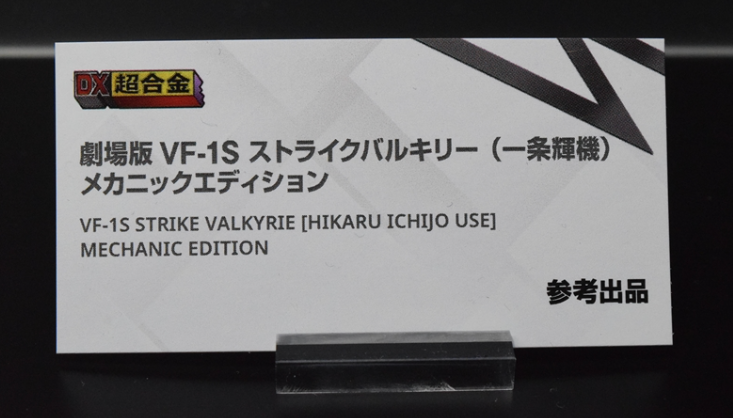 DX超合金
劇場版 VF-1S ストライクバルキリー（一条輝機）
メカニックエディション
VF-1S STRIKE VALKYRIE [HIKARU ICHIJO USE]
MECHANIC EDITION
参考出品